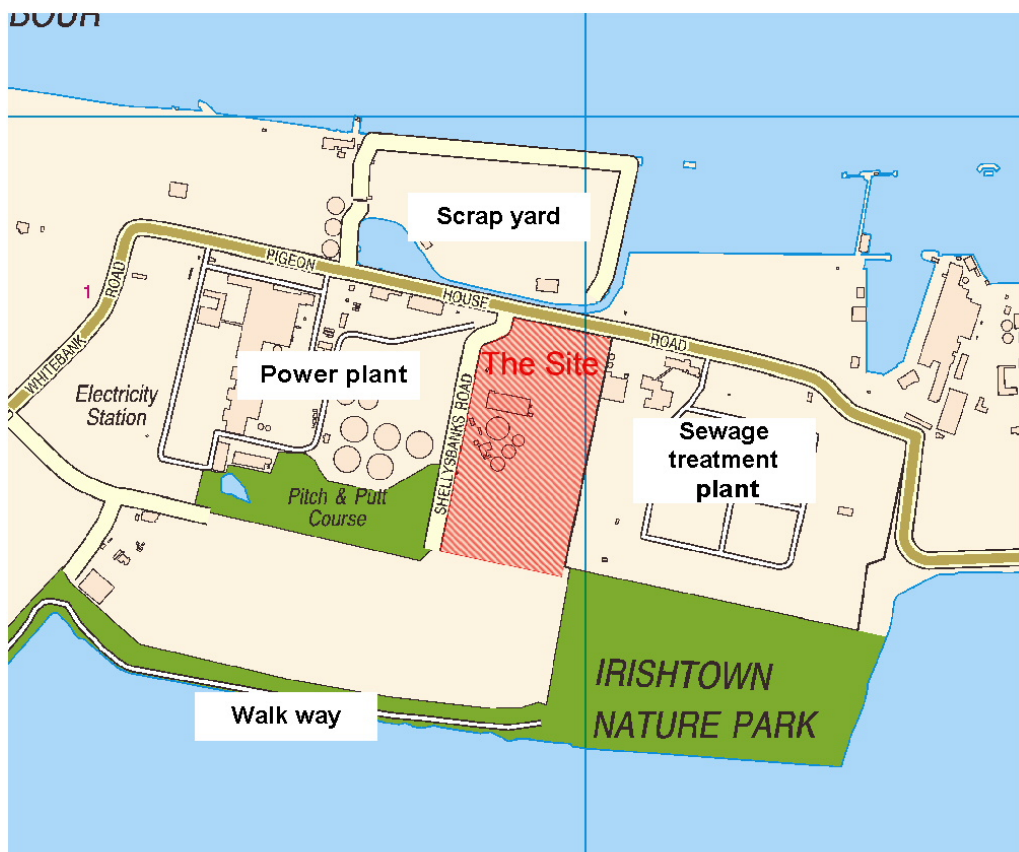 BOUR
Scrap yard
PIGEON
HOUSE
ROAD
1
WHITEBANK
ROAD
The Site
Power plant
Electricity
Station
SHELLYSBANKS ROAD
Sewage
treatment
plant
Pitch & Putt
Course
IRISHTOWN
NATURE PARK
Walk way